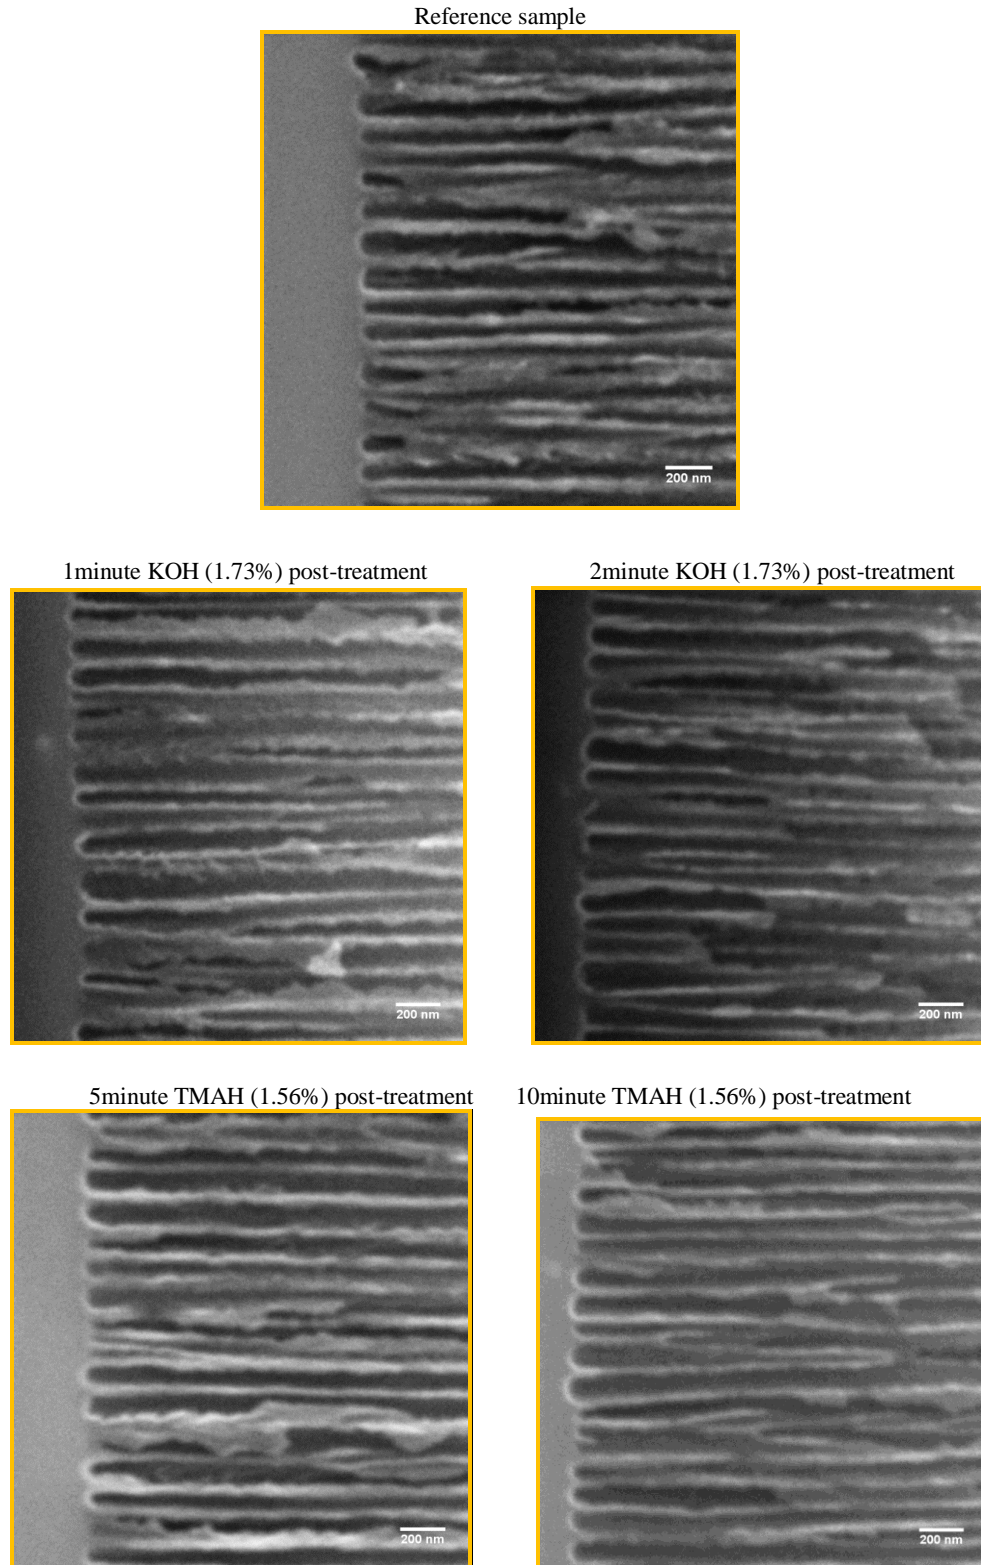 Reference sample
200 nm
1minute KOH (1.73%) post-treatment
2minute KOH (1.73%) post-treatment
200 nm
200 nm
5minute TMAH (1.56%) post-treatment
10minute TMAH (1.56%) post-treatment
200 nm
200 nm